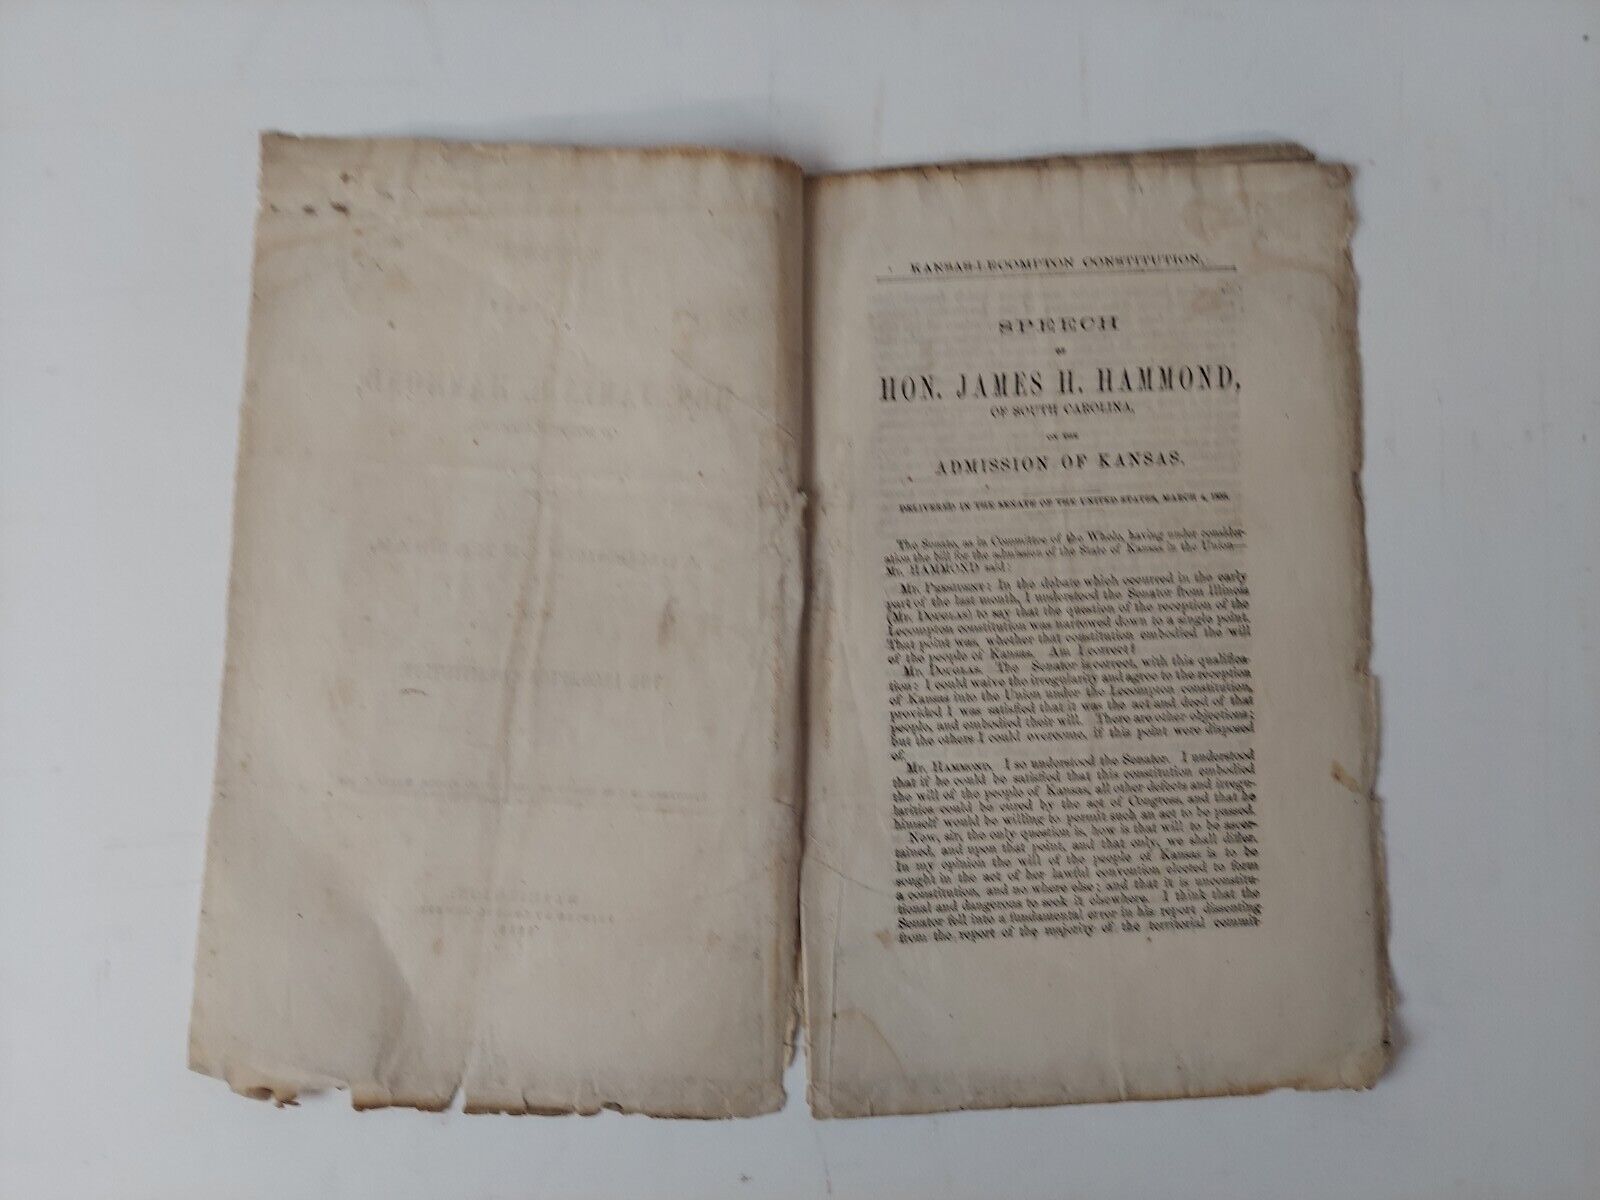 KANSAS-LECOMPTON CONSTITUTION.
SPEECH
OF
HON. JAMES H. HAMMOND,
OF SOUTH CAROLINA,
ON THE
ADMISSION OF KANSAS.
DELIVERED IN THE SENATE OF THE UNITED STATES, MARCH 4, 1858.
The Senate, as in Committee of the Whole, having under consider-
ation the bill for the admission of the State of Kansas in the Union—
Mr. HAMMOND said:
MR. PRESIDENT: In the debate which occurred in the early
part of the last month, I understood the Senator from Illinois
(MR. DOUGLAS) to say that the question of the reception of the
Lecompton constitution was narrowed down to a single point.
That point was, whether that constitution embodied the will
of the people of Kansas. Am I correct?
MR. DOUGLAS. The Senator is correct, with this qualifica-
tion: I could waive the irregularity and agree to the reception
of Kansas into the Union under the Lecompton constitution,
provided I was satisfied that it was the act and deed of that
people, and embodied their will. There are other objections;
but the others I could overcome, if this point were disposed
of.
MR. HAMMOND. I so understood the Senator. I understood
that if he could be satisfied that this constitution embodied
the will of the people of Kansas, all other defects and irregu-
larities could be cured by the act of Congress, and that he
himself would be willing to permit such an act to be passed.
Now, sir, the only question is, how is that will to be ascer-
tained, and upon that point, and that only, we shall differ.
In my opinion the will of the people of Kansas is to be
sought in the act of her lawful convention elected to form
a constitution, and no where else; and that it is unconstitu-
tional and dangerous to seek it elsewhere. I think that the
Senator fell into a fundamental error in his report dissenting
from the report of the majority of the territorial commit-